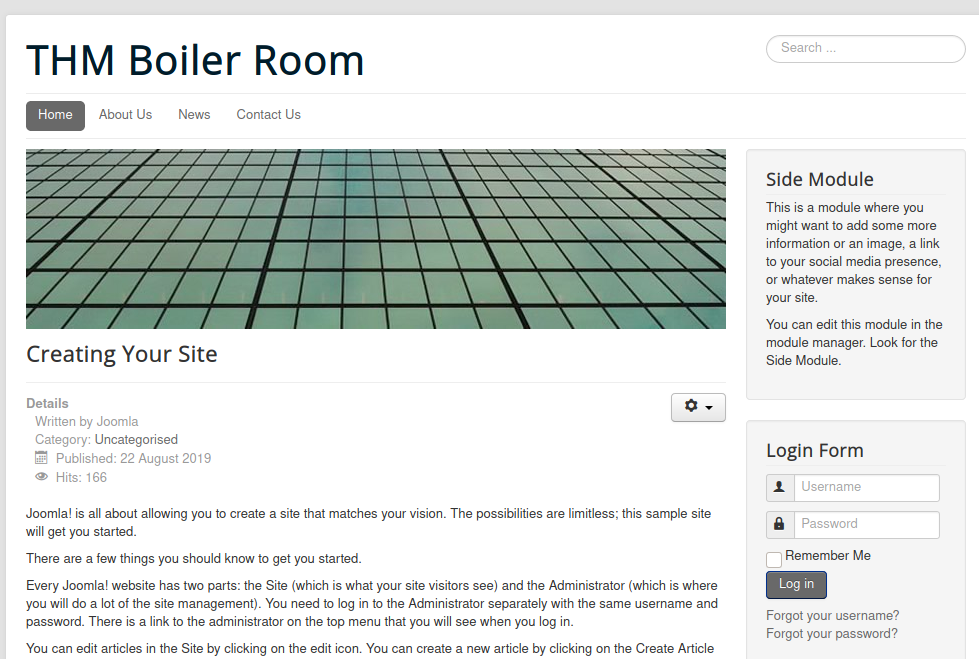 THM Boiler Room
Search ...
Home About Us News Contact Us
Creating Your Site
Details
Written by Joomla
Category: Uncategorised
Published: 22 August 2019
Hits: 166
Joomla! is all about allowing you to create a site that matches your vision. The possibilities are limitless; this sample site
will get you started.
There are a few things you should know to get you started.
Every Joomla! website has two parts: the Site (which is what your site visitors see) and the Administrator (which is where
you will do a lot of the site management). You need to log in to the Administrator separately with the same username and
password. There is a link to the administrator on the top menu that you will see when you log in.
You can edit articles in the Site by clicking on the edit icon. You can create a new article by clicking on the Create Article
Side Module
This is a module where you
might want to add some more
information or an image, a link
to your social media presence,
or whatever makes sense for
your site.
You can edit this module in the
module manager. Look for the
Side Module.
Login Form
Username
Password
Remember Me
Log in
Forgot your username?
Forgot your password?